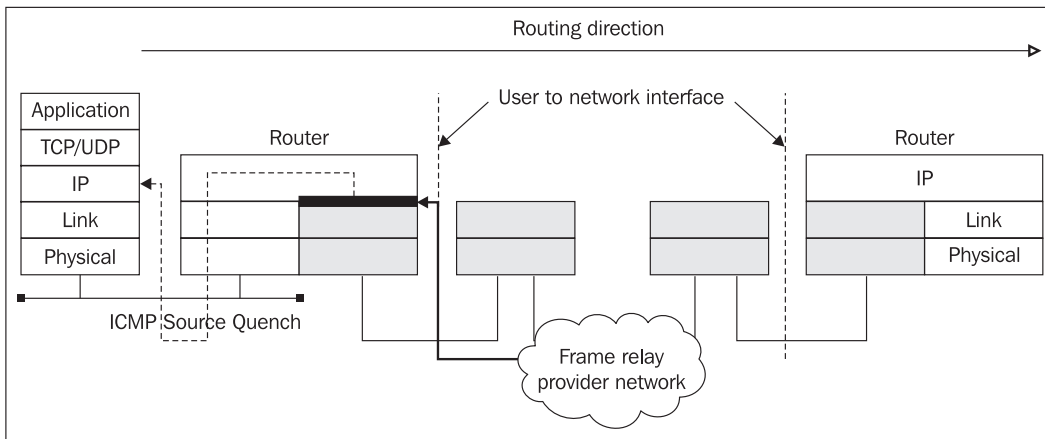 Routing direction
User to network interface
Application
TCP/UDP
IP
Link
Physical
Router
Router
IP
Link
Physical
ICMP Source Quench
Frame relay
provider network